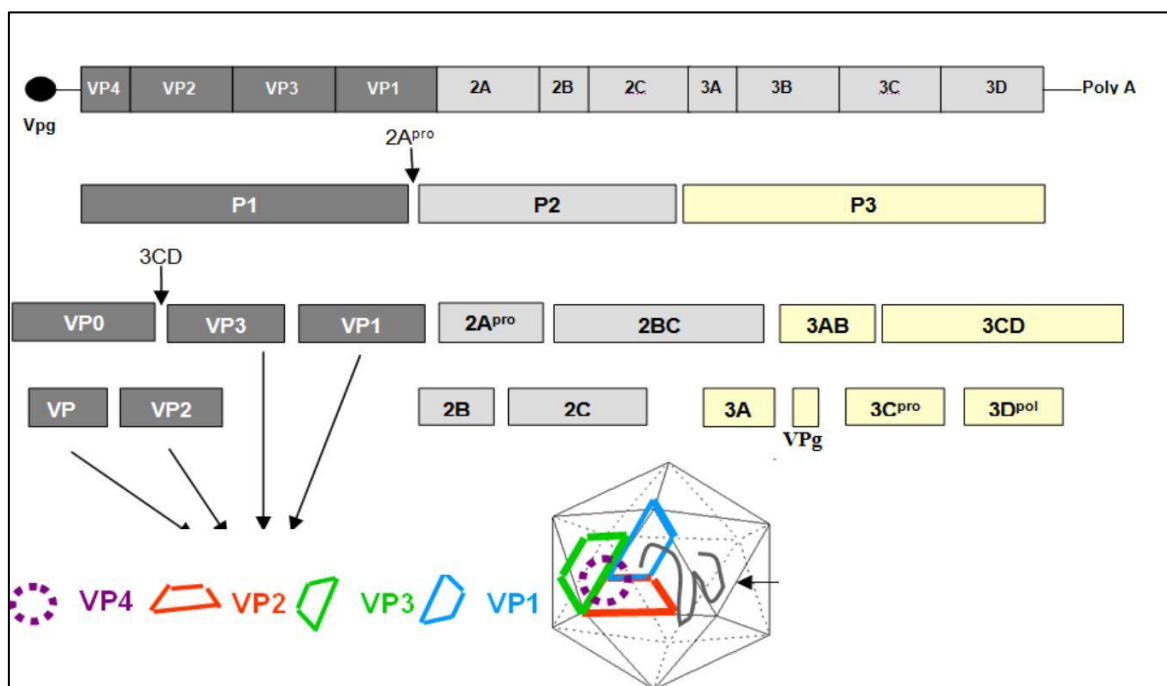 VP4 VP2 VP3 VP1 2A 2B 2C 3A 3B 3C 3D Poly A
Vpg
2Apro
P1 P2 P3
3CD
VP0 VP3 VP1 2Apro 2BC 3AB 3CD
VP VP2 2B 2C 3A 3Cpro 3Dpol
VPg
VP4 VP2 VP3 VP1